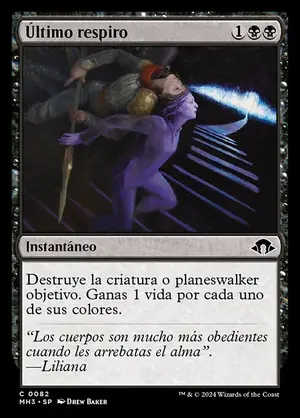 Último respiro 1
Instantáneo
Destruye la criatura o planeswalker
objetivo. Ganas 1 vida por cada uno
de sus colores.
“Los cuerpos son mucho más obedientes
cuando les arrebatas el alma”.
—Liliana
C 0082
MH3 • SP DREW BAKER ™ & © 2024 Wizards of the Coast